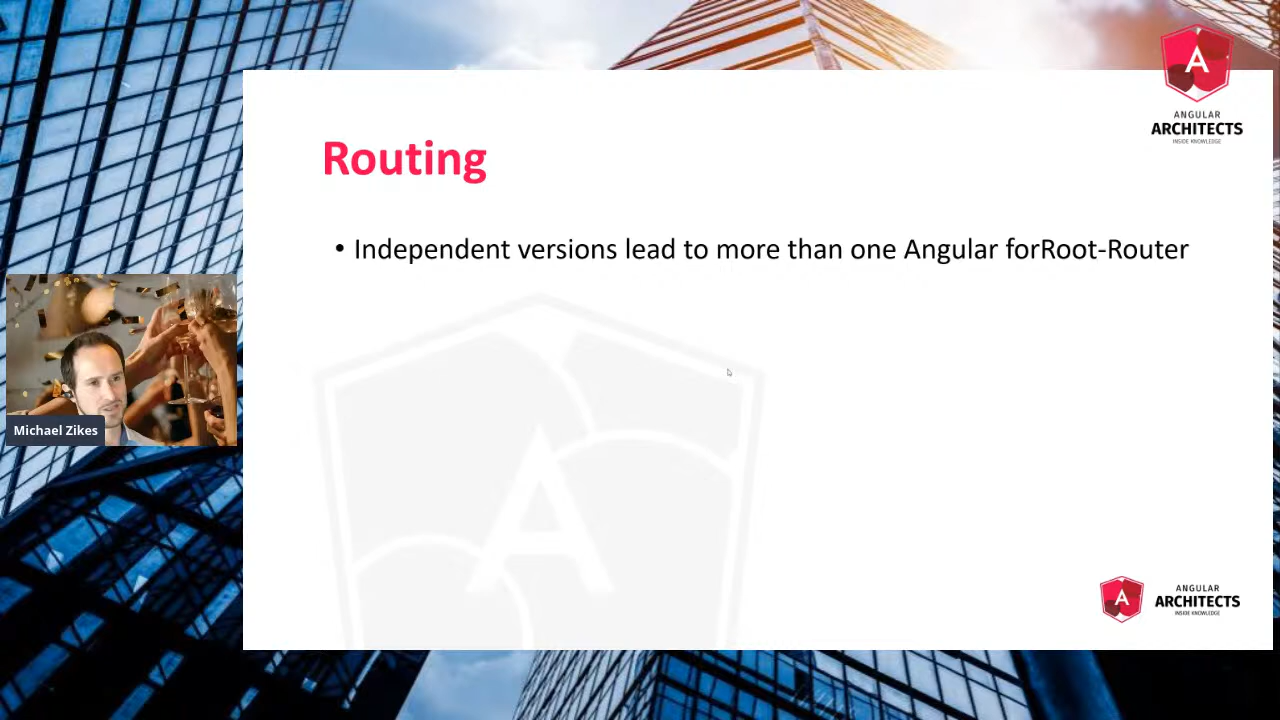 ANGULAR
ARCHITECTS
INSIDE KNOWLEDGE
Routing
• Independent versions lead to more than one Angular forRoot-Router
Michael Zikes
ANGULAR
ARCHITECTS
INSIDE KNOWLEDGE